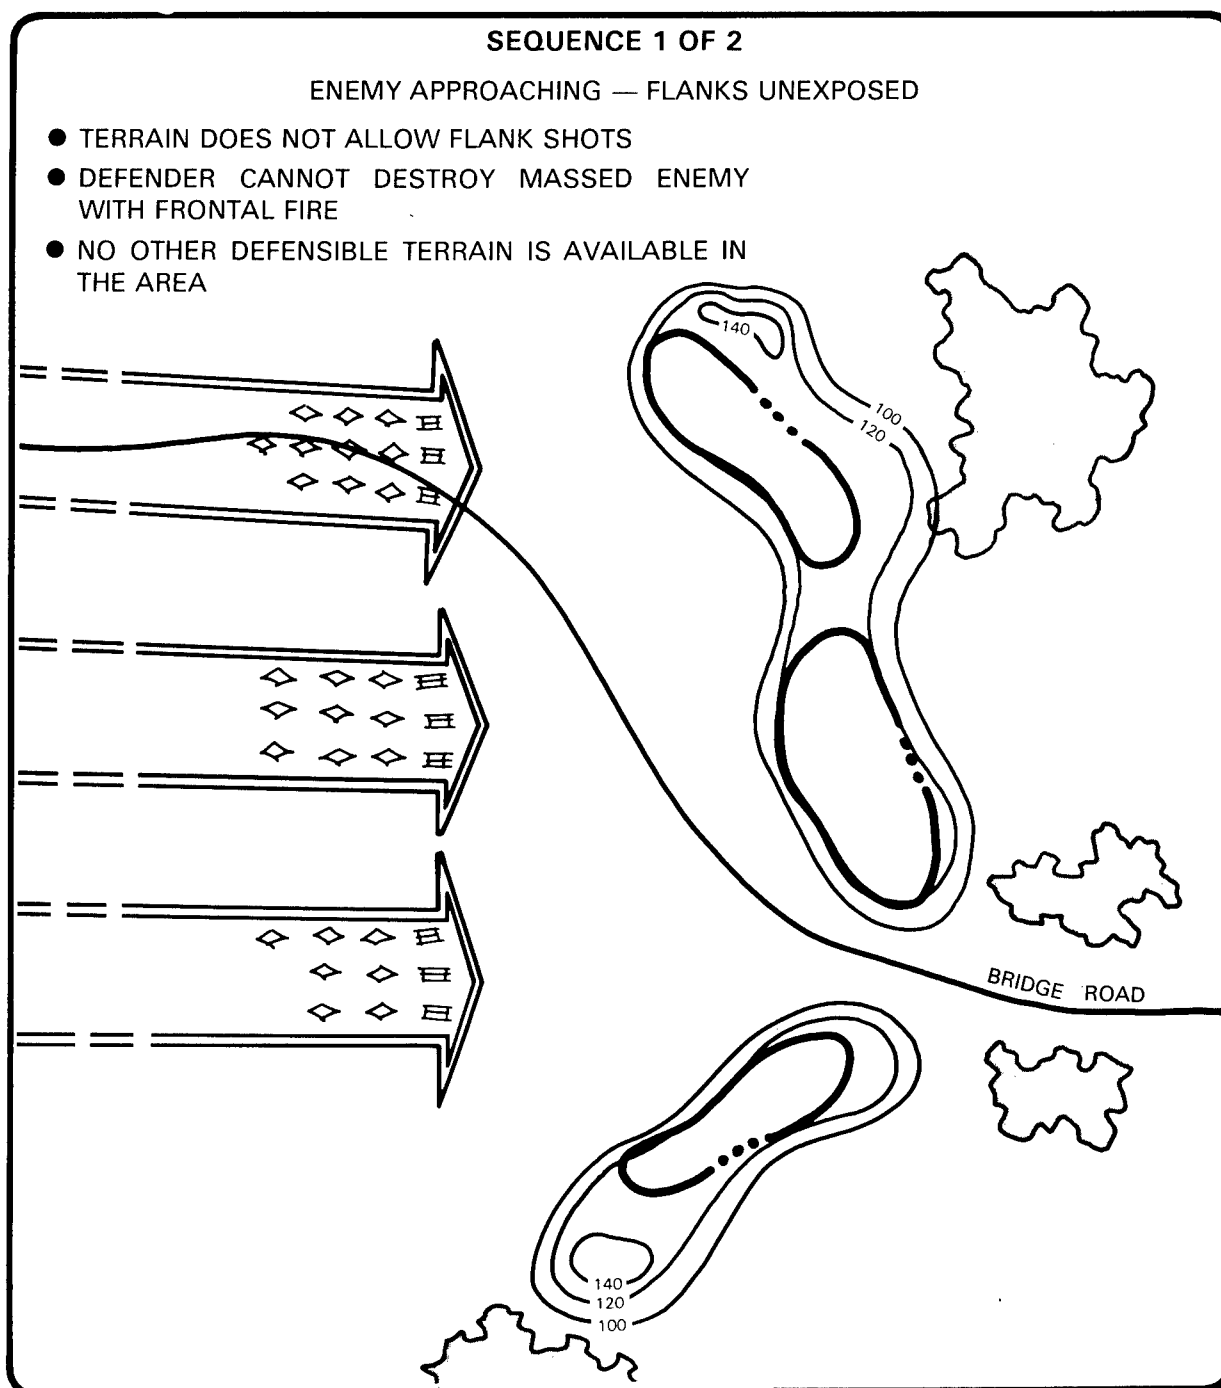 SEQUENCE 1 OF 2
ENEMY APPROACHING — FLANKS UNEXPOSED
● TERRAIN DOES NOT ALLOW FLANK SHOTS
● DEFENDER CANNOT DESTROY MASSED ENEMY
WITH FRONTAL FIRE
● NO OTHER DEFENSIBLE TERRAIN IS AVAILABLE IN
THE AREA
140
100
120
BRIDGE ROAD
140
120
100